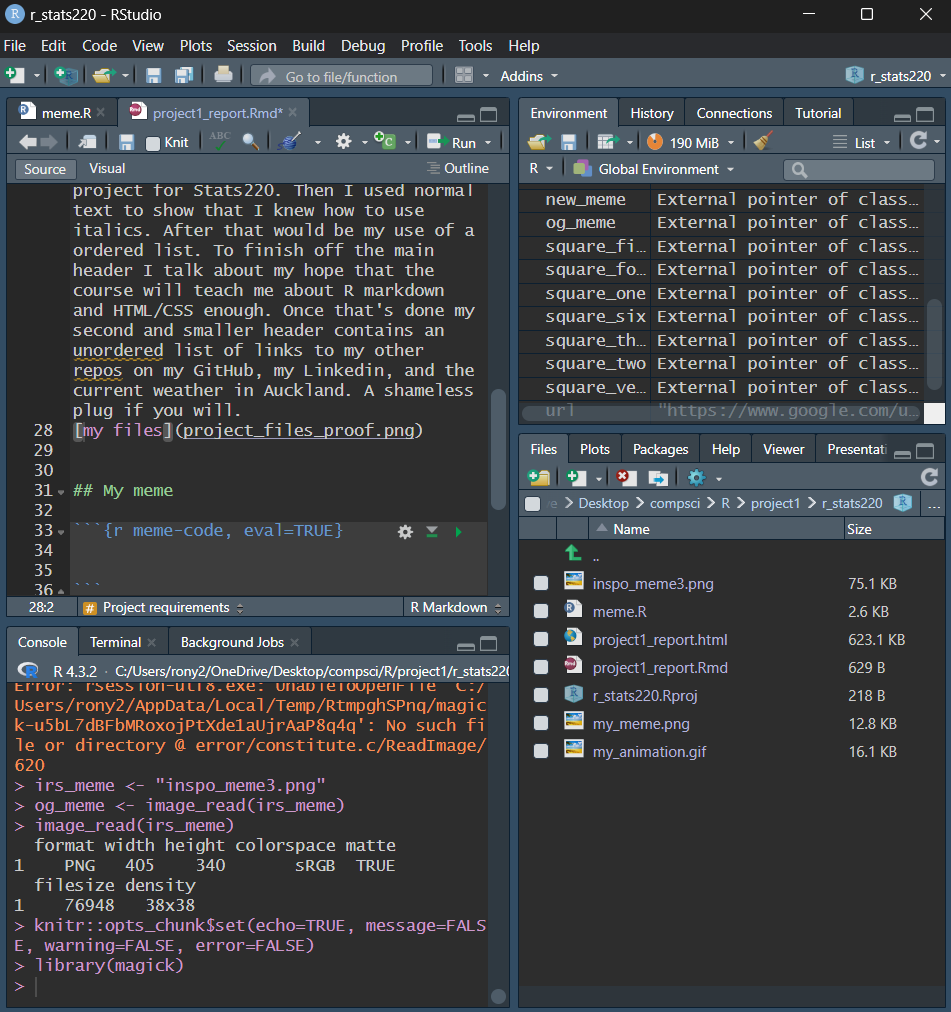 r_stats220 - RStudio
File Edit Code View Plots Session Build Debug Profile Tools Help
Go to file/function Addins r_stats220
meme.R project1_report.Rmd*
Knit ABC Run
Source Visual Outline
project for Stats220. Then I used normal
text to show that I knew how to use
italics. After that would be my use of a
ordered list. To finish off the main
header I talk about my hope that the
course will teach me about R markdown
and HTML/CSS enough. Once that's done my
second and smaller header contains an
unordered list of links to my other
repos on my GitHub, my Linkedin, and the
current weather in Auckland. A shameless
plug if you will.
28 [my files](project_files_proof.png)
29
30
31 ## My meme
32
33 ```{r meme-code, eval=TRUE}
34
35
36 ```
28:2 # Project requirements R Markdown
Console Terminal Background Jobs
R 4.3.2 · C:/Users/rony2/OneDrive/Desktop/compsci/R/project1/r_stats220
Error: rsession-utf8.exe: UnableToOpenFile 'C:/
Users/rony2/AppData/Local/Temp/RtmpghSPnq/magic
k-u5bL7dBFbMRoxojPtXde1aUjrAaP8q4q': No such fi
le or directory @ error/constitute.c/ReadImage/
620
> irs_meme <- "inspo_meme3.png"
> og_meme <- image_read(irs_meme)
> image_read(irs_meme)
format width height colorspace matte
1 PNG 405 340 sRGB TRUE
filesize density
1 76948 38x38
> knitr::opts_chunk$set(echo=TRUE, message=FALS
E, warning=FALSE, error=FALSE)
> library(magick)
>
Environment History Connections Tutorial
190 MiB List
R Global Environment
new_meme External pointer of class…
og_meme External pointer of class…
square_fi… External pointer of class…
square_fo… External pointer of class…
square_one External pointer of class…
square_six External pointer of class…
square_th… External pointer of class…
square_two External pointer of class…
square_ve… External pointer of class…
url "https://www.google.com/u…
Files Plots Packages Help Viewer Presentati
ve > Desktop > compsci > R > project1 > r_stats220 ...
Name Size
..
inspo_meme3.png 75.1 KB
meme.R 2.6 KB
project1_report.html 623.1 KB
project1_report.Rmd 629 B
r_stats220.Rproj 218 B
my_meme.png 12.8 KB
my_animation.gif 16.1 KB